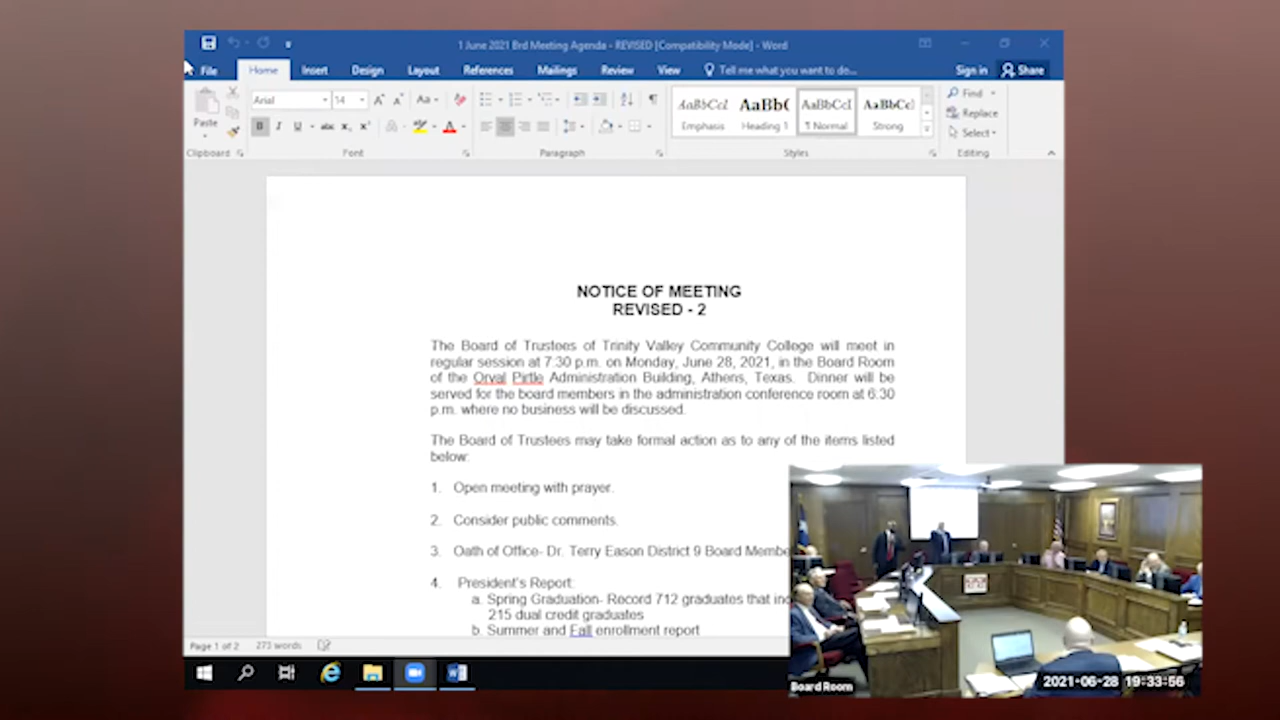 1 June 2021 Brd Meeting Agenda - REVISED [Compatibility Mode] - Word
File Home Insert Design Layout References Mailings Review View Tell me what you want to do... Sign in Share
Paste
Arial 14 Aa
B I U abc x₂ x² A
AaBbCcI AaBb( AaBbCcI AaBbCcI
Emphasis Heading 1 ¶ Normal Strong
Find
Replace
Select
Clipboard Font Paragraph Styles Editing
NOTICE OF MEETING
REVISED - 2
The Board of Trustees of Trinity Valley Community College will meet in
regular session at 7:30 p.m. on Monday, June 28, 2021, in the Board Room
of the Orval Pirtle Administration Building, Athens, Texas. Dinner will be
served for the board members in the administration conference room at 6:30
p.m. where no business will be discussed.
The Board of Trustees may take formal action as to any of the items listed
below:
1. Open meeting with prayer.
2. Consider public comments.
3. Oath of Office- Dr. Terry Eason District 9 Board Membe
4. President's Report:
a. Spring Graduation- Record 712 graduates that inc
215 dual credit graduates
b. Summer and Fall enrollment report
Page 1 of 2 273 words
Board Room
2021-06-28 19:33:56